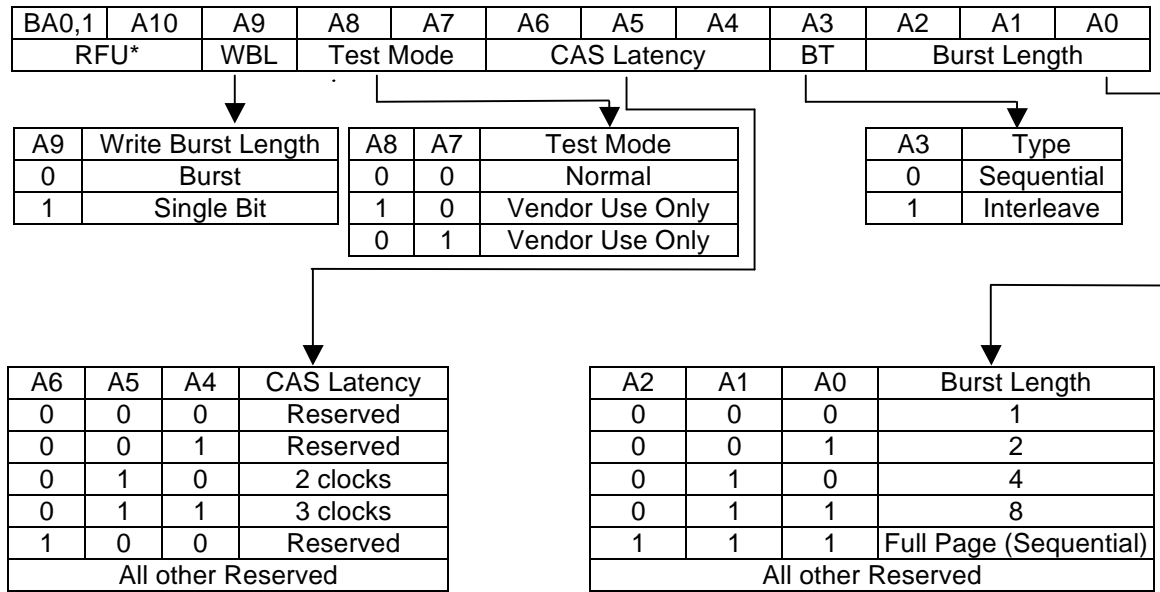 BA0,1 A10 A9 A8 A7 A6 A5 A4 A3 A2 A1 A0
RFU* WBL Test Mode CAS Latency BT Burst Length
A9 Write Burst Length
0 Burst
1 Single Bit
A8 A7 Test Mode
0 0 Normal
1 0 Vendor Use Only
0 1 Vendor Use Only
A3 Type
0 Sequential
1 Interleave
A6 A5 A4 CAS Latency
0 0 0 Reserved
0 0 1 Reserved
0 1 0 2 clocks
0 1 1 3 clocks
1 0 0 Reserved
All other Reserved
A2 A1 A0 Burst Length
0 0 0 1
0 0 1 2
0 1 0 4
0 1 1 8
1 1 1 Full Page (Sequential)
All other Reserved